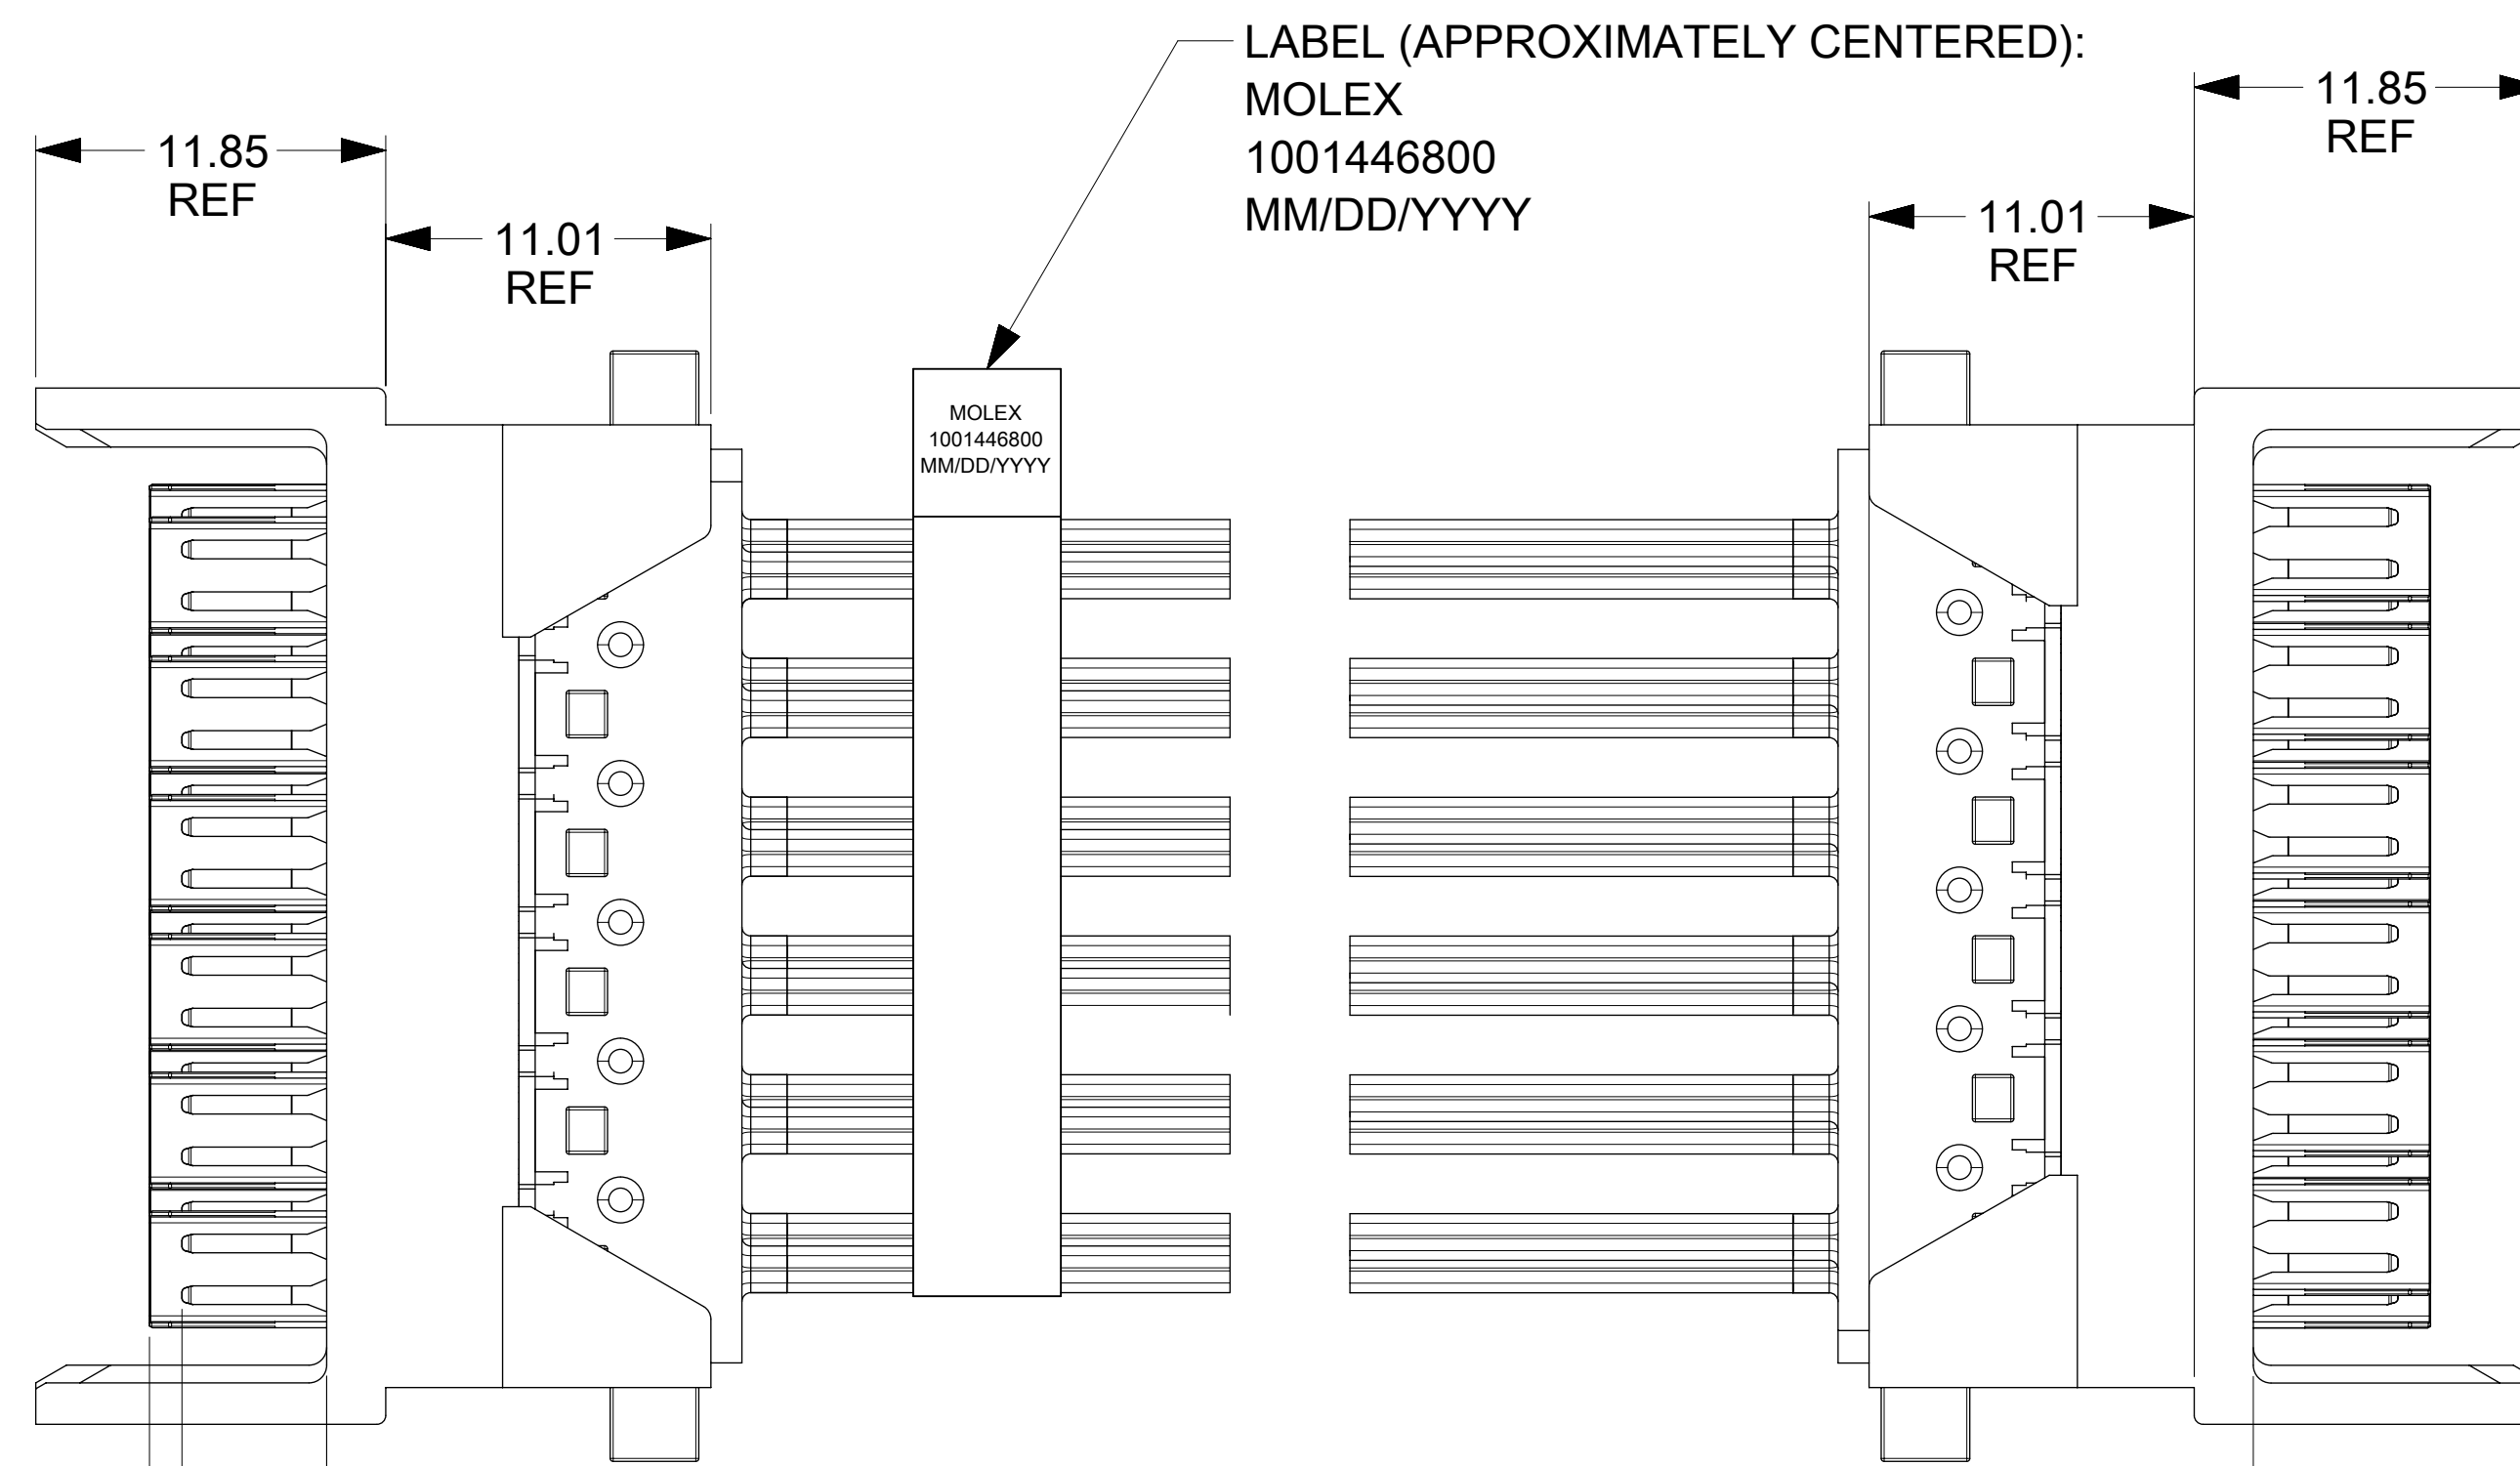 LABEL (APPROXIMATELY CENTERED):
MOLEX
1001446800
MM/DD/YYYY
11.85
REF
11.01
REF
11.85
REF
11.01
REF
MOLEX
1001446800
MM/DD/YYYY